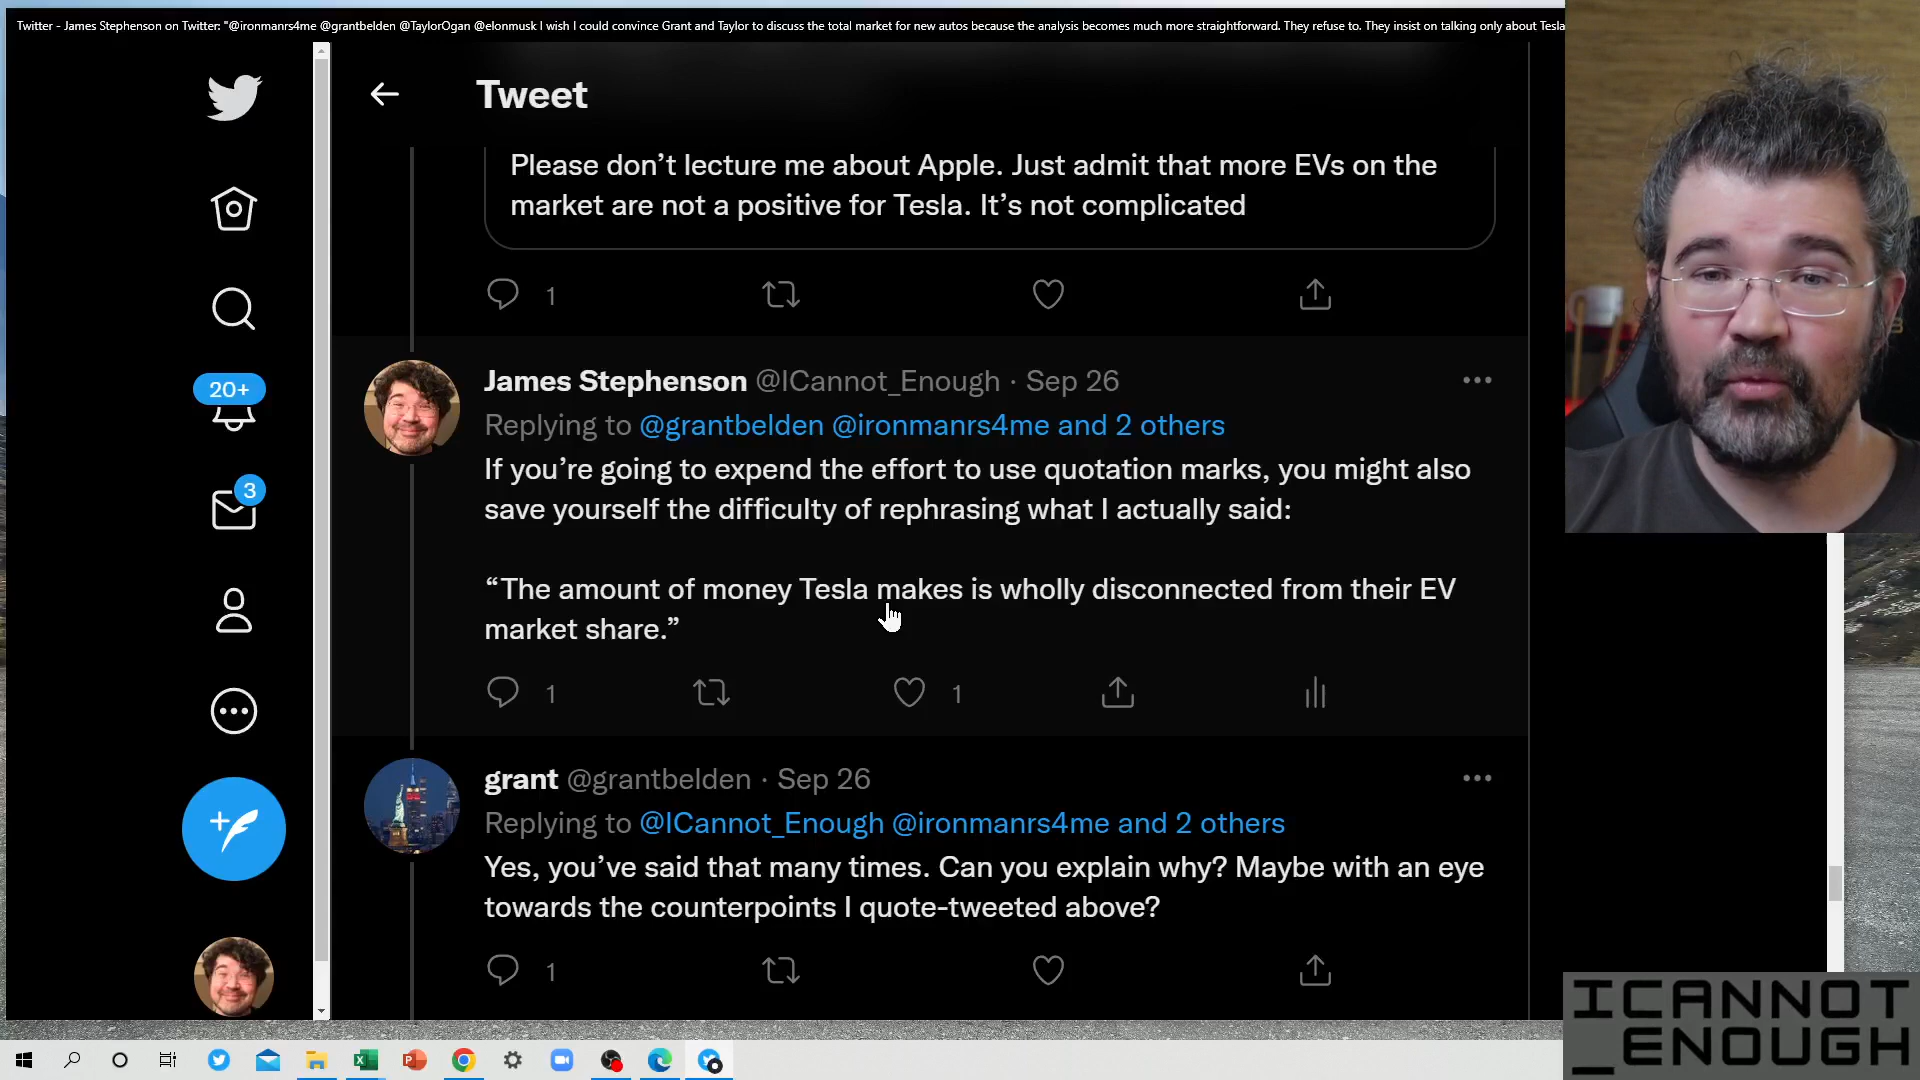 Twitter - James Stephenson on Twitter: "@ironmanrs4me @grantbelden @TaylorOgan @elonmusk I wish I could convince Grant and Taylor to discuss the total market for new autos because the analysis becomes much more straightforward. They refuse to. They insist on talking only about Tesla
Tweet
Please don’t lecture me about Apple. Just admit that more EVs on the
market are not a positive for Tesla. It’s not complicated
1
20+
James Stephenson @ICannot_Enough · Sep 26
Replying to @grantbelden @ironmanrs4me and 2 others
If you’re going to expend the effort to use quotation marks, you might also
save yourself the difficulty of rephrasing what I actually said:
3
“The amount of money Tesla makes is wholly disconnected from their EV
market share.”
1 1
grant @grantbelden · Sep 26
Replying to @ICannot_Enough @ironmanrs4me and 2 others
Yes, you’ve said that many times. Can you explain why? Maybe with an eye
towards the counterpoints I quote-tweeted above?
1
ICANNOT
_ENOUGH